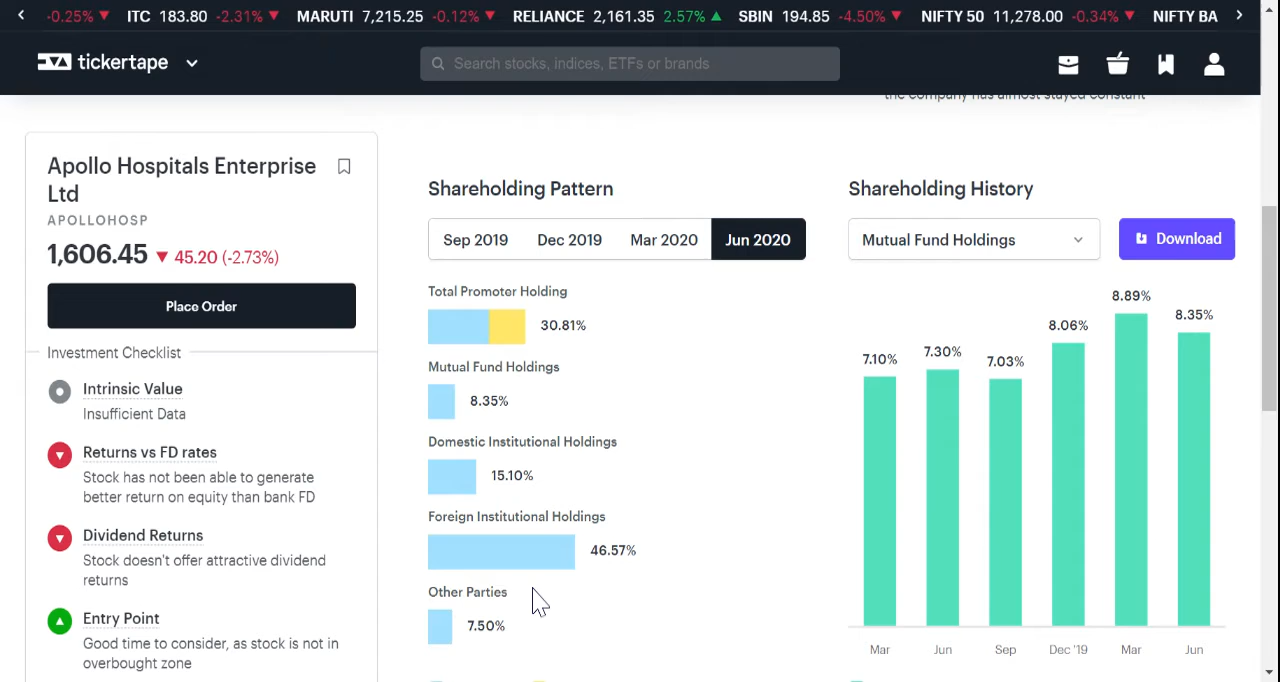 -0.25% ▼ ITC 183.80 -2.31% ▼ MARUTI 7,215.25 -0.12% ▼ RELIANCE 2,161.35 2.57% ▲ SBIN 194.85 -4.50% ▼ NIFTY 50 11,278.00 -0.34% ▼ NIFTY BA
tickertape
Search stocks, indices, ETFs or brands
the company has almost stayed constant
Apollo Hospitals Enterprise
Ltd
APOLLOHOSP
1,606.45 ▼ 45.20 (-2.73%)
Place Order
Investment Checklist
Intrinsic Value
Insufficient Data
Returns vs FD rates
Stock has not been able to generate
better return on equity than bank FD
Dividend Returns
Stock doesn't offer attractive dividend
returns
Entry Point
Good time to consider, as stock is not in
overbought zone
Shareholding Pattern
Sep 2019 Dec 2019 Mar 2020 Jun 2020
Total Promoter Holding
30.81%
Mutual Fund Holdings
8.35%
Domestic Institutional Holdings
15.10%
Foreign Institutional Holdings
46.57%
Other Parties
7.50%
Shareholding History
Mutual Fund Holdings
Download
7.10% 7.30% 7.03% 8.06% 8.89% 8.35%
Mar Jun Sep Dec '19 Mar Jun